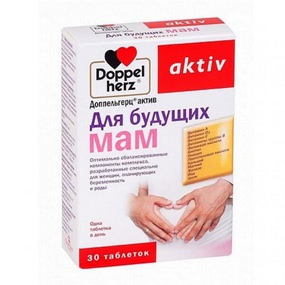 Doppel
herz®
aktiv
Доппельгерц® актив
Для будущих
мам
Оптимально сбалансированные
компоненты комплекса,
разработанные специально
для женщин, планирующих
беременность
и роды
Одна
таблетка
в день
30 таблеток